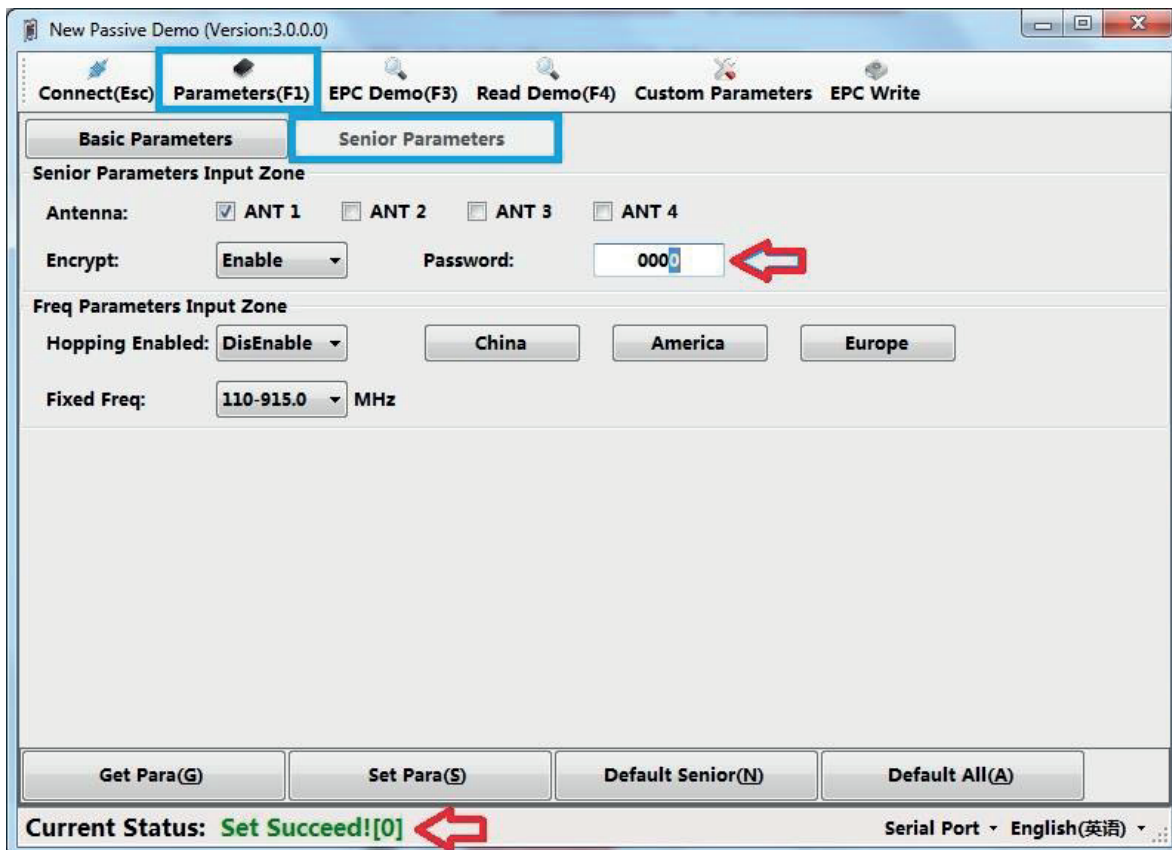 New Passive Demo (Version:3.0.0.0)
Connect(Esc) Parameters(F1) EPC Demo(F3) Read Demo(F4) Custom Parameters EPC Write
Basic Parameters Senior Parameters
Senior Parameters Input Zone
Antenna: ANT 1 ANT 2 ANT 3 ANT 4
Encrypt: Enable Password: 0000
Freq Parameters Input Zone
Hopping Enabled: DisEnable China America Europe
Fixed Freq: 110-915.0 MHz
Get Para(G) Set Para(S) Default Senior(N) Default All(A)
Current Status: Set Succeed![0] Serial Port English(英语)